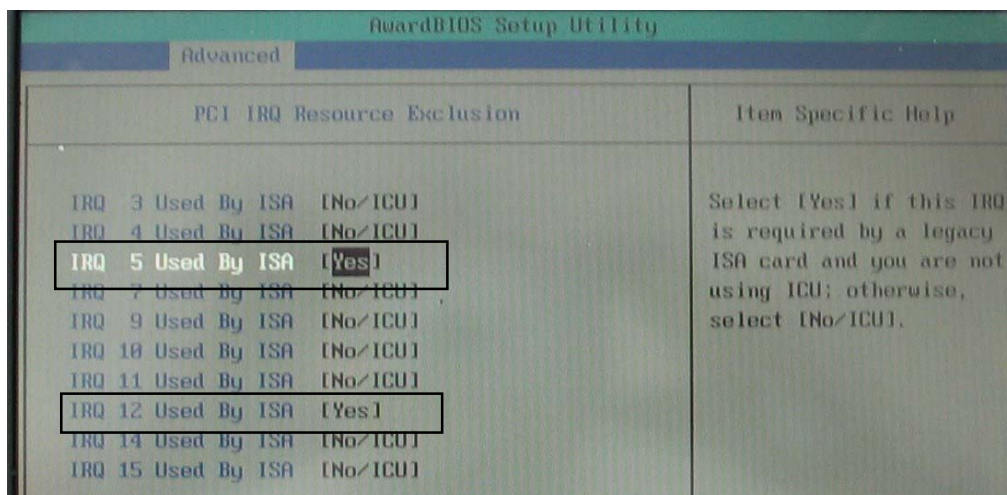 AwardBIOS Setup Utility
Advanced
PCI IRQ Resource Exclusion
Item Specific Help
IRQ 3 Used By ISA [No/ICU]
IRQ 4 Used By ISA [No/ICU]
IRQ 5 Used By ISA [Yes]
IRQ 7 Used By ISA [No/ICU]
IRQ 9 Used By ISA [No/ICU]
IRQ 10 Used By ISA [No/ICU]
IRQ 11 Used By ISA [No/ICU]
IRQ 12 Used By ISA [Yes]
IRQ 14 Used By ISA [No/ICU]
IRQ 15 Used By ISA [No/ICU]
Select [Yes] if this IRQ
is required by a legacy
ISA card and you are not
using ICU; otherwise,
select [No/ICU].